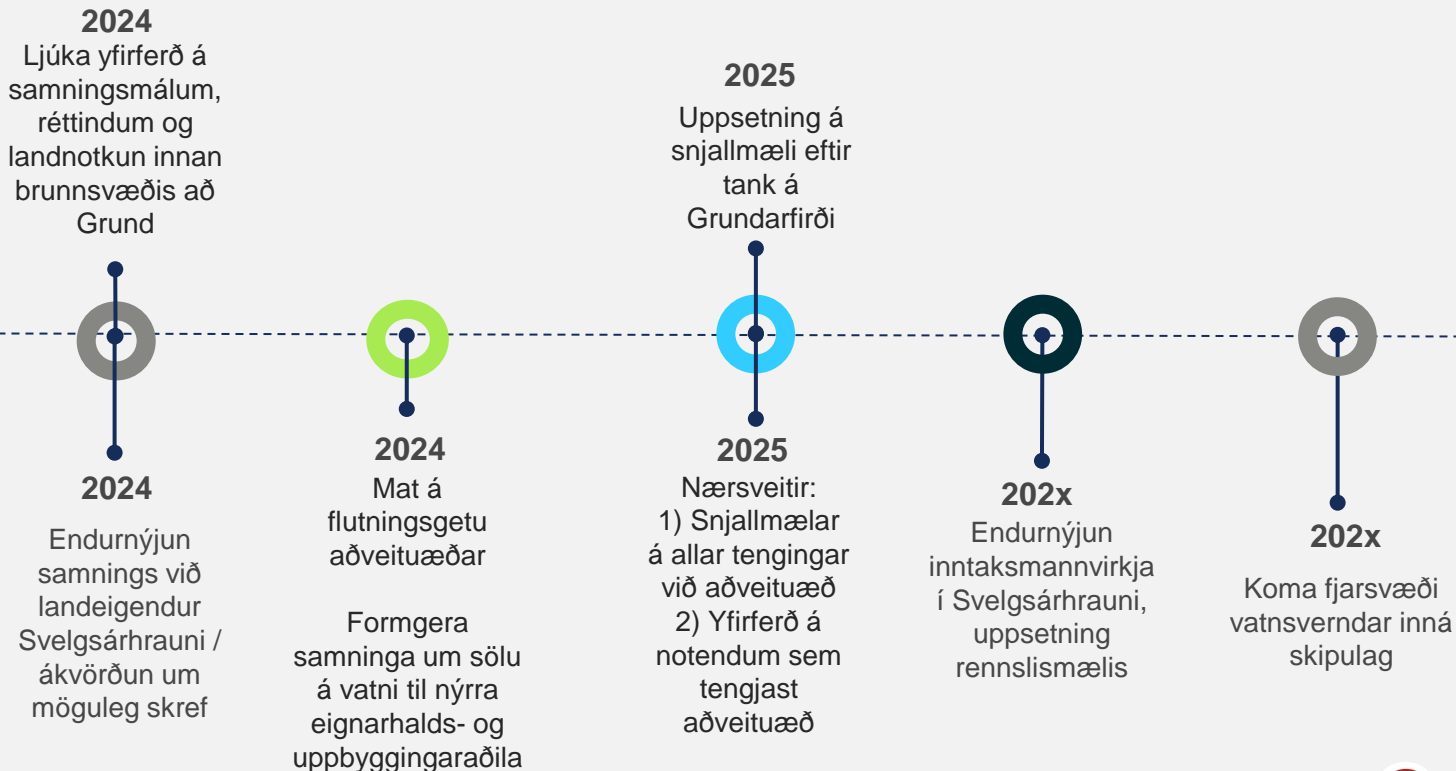 2024
Ljúka yfirferð á
samningsmálum,
réttindum og
landnotkun innan
brunnsvæðis að
Grund
2024
Endurnýjun
samnings við
landeigendur
Svelgsárhrauni /
ákvörðun um
möguleg skref
2024
Mat á
flutningsgetu
aðveituæðar
Formgera
samninga um sölu
á vatni til nýrra
eignarhalds- og
uppbyggingaraðila
2025
Uppsetning á
snjallmæli eftir
tank á
Grundarfirði
2025
Nærsveitir:
1) Snjallmælar
á allar tengingar
við aðveituæð
2) Yfirferð á
notendum sem
tengjast
aðveituæð
202x
Endurnýjun
inntaksmannvirkja
í Svelgsárhrauni,
uppsetning
rennslismælis
202x
Koma fjarsvæði
vatnsverndar inná
skipulag